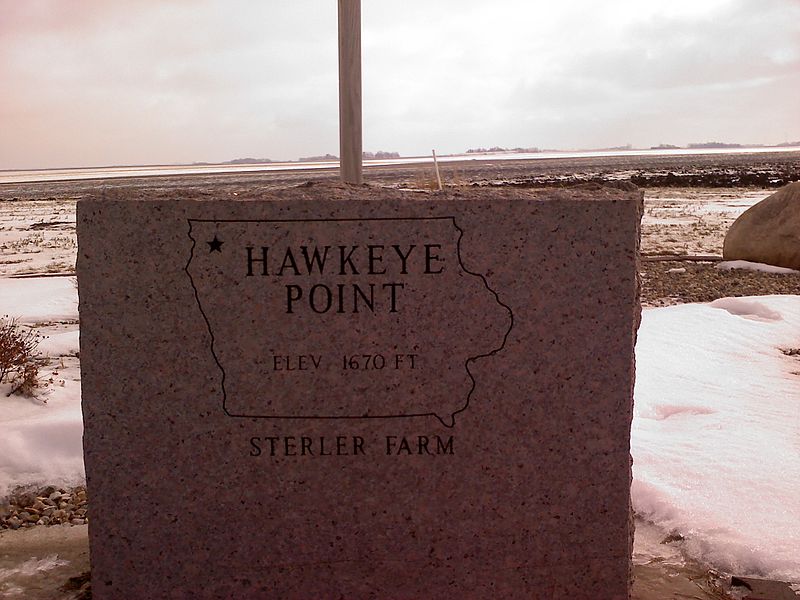 HAWKEYE
POINT
ELEV 1670 FT
STERLER FARM